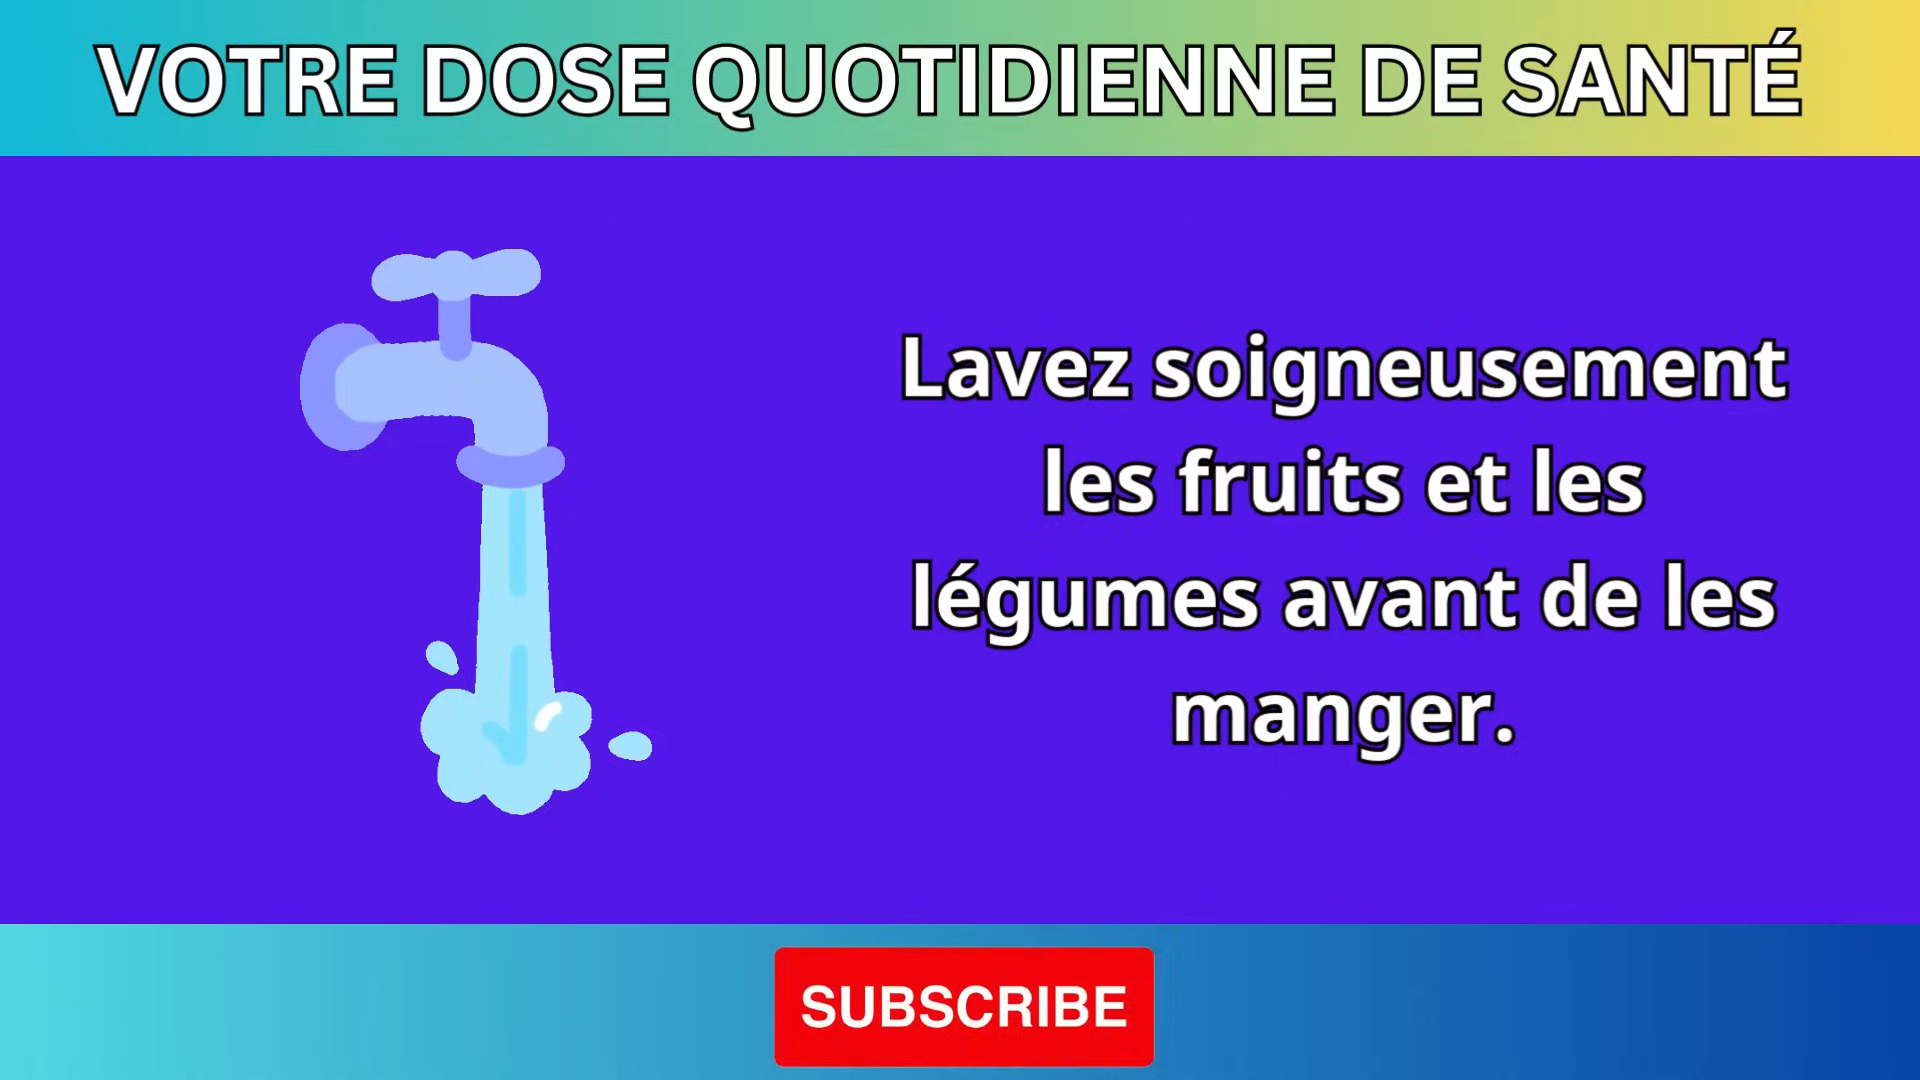 VOTRE DOSE QUOTIDIENNE DE SANTÉ
Lavez soigneusement
les fruits et les
légumes avant de les
manger.
SUBSCRIBE